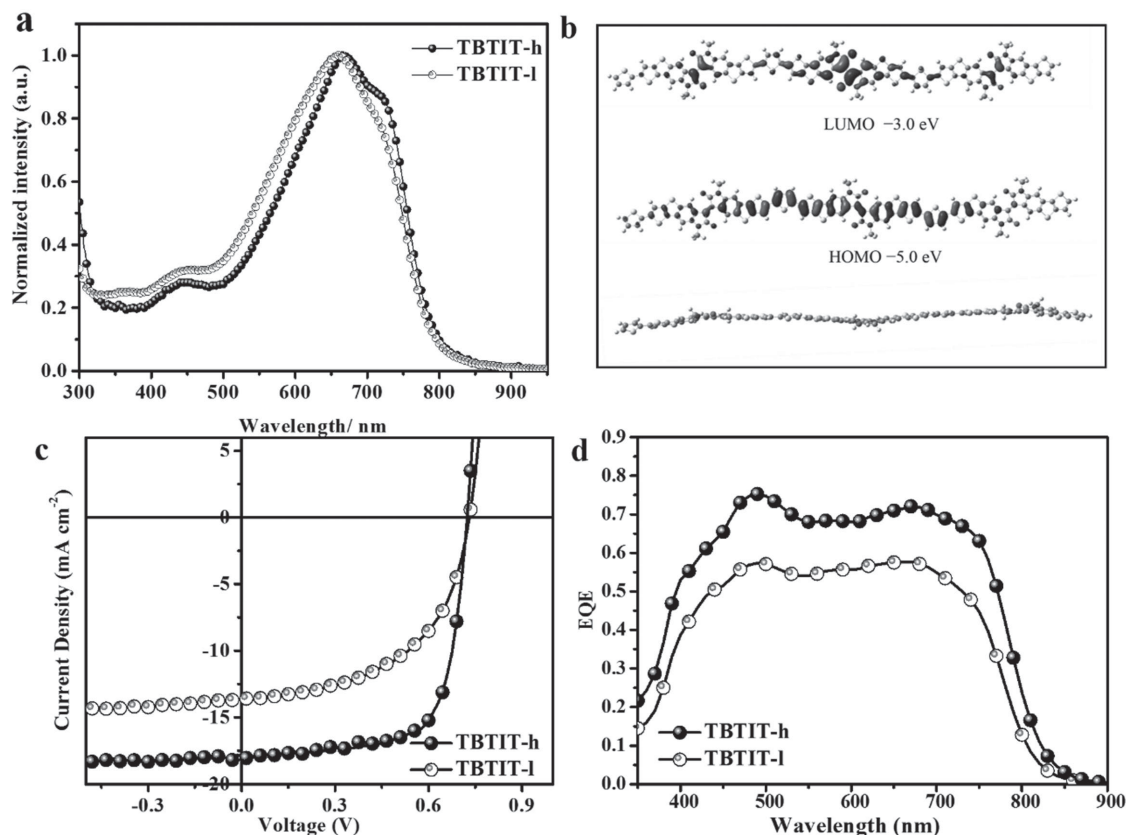 a
Normalized intensity (a.u.)
1.0
0.8
0.6
0.4
0.2
0.0
300 400 500 600 700 800 900
Wavelength/ nm
TBTIT-h
TBTIT-l
b
LUMO −3.0 eV
HOMO −5.0 eV
c
Current Density (mA cm⁻²)
5
0
-5
-10
-15
-20
-0.3 0.0 0.3 0.6 0.9
Voltage (V)
TBTIT-h
TBTIT-l
d
EQE
0.9
0.8
0.7
0.6
0.5
0.4
0.3
0.2
0.1
0.0
400 500 600 700 800 900
Wavelength (nm)
TBTIT-h
TBTIT-l